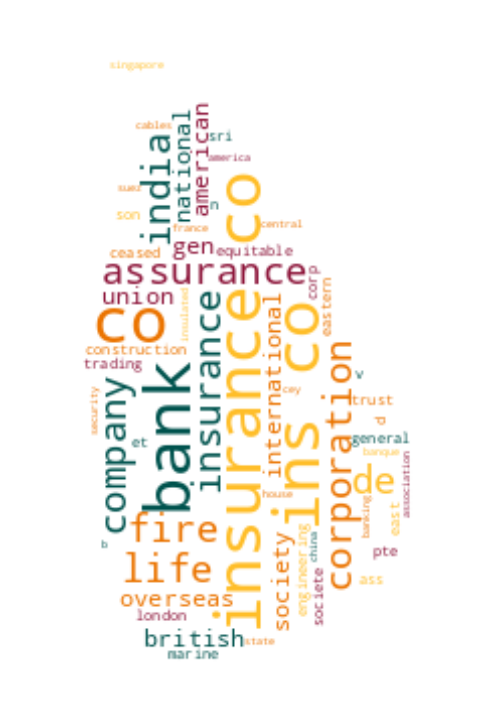 singapore
cables
sri
american
national
india
america
suez
n
son
co
central
france
gen
equitable
ceased
assurance
corp
union
eastern
insulated
co
insurance
insurance
international
ins co
construction
trading
corporation
v
company
bank
cey
security
trust
d
et
general
de
banque
association
house
fire
banking
east
b
society
engineering
china
pte
life
societe
ass
overseas
london
british
state
marine